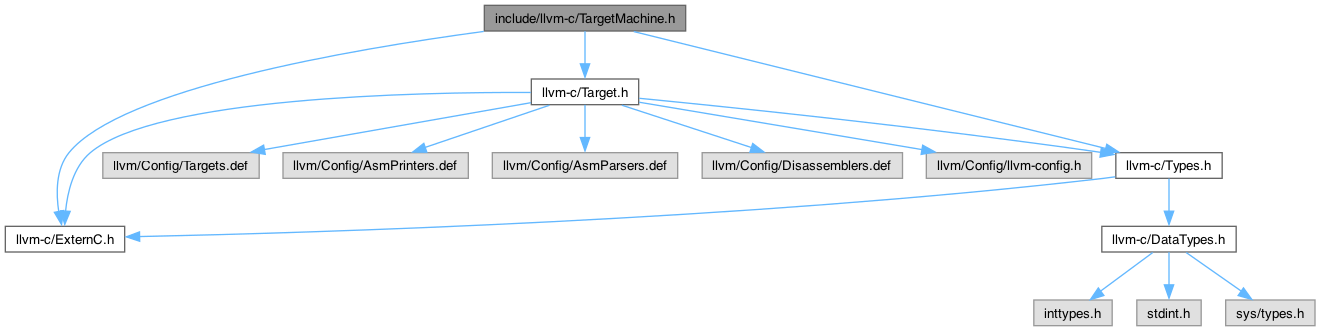 include/llvm-c/TargetMachine.h
llvm-c/Target.h
llvm/Config/Targets.def
llvm/Config/AsmPrinters.def
llvm/Config/AsmParsers.def
llvm/Config/Disassemblers.def
llvm/Config/llvm-config.h
llvm-c/Types.h
llvm-c/ExternC.h
llvm-c/DataTypes.h
inttypes.h
stdint.h
sys/types.h